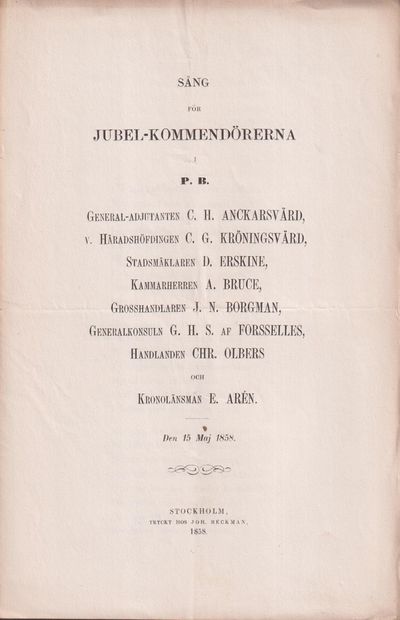 SÅNG
FÖR
JUBEL-KOMMENDÖRERNA
I
P. B.
GENERAL-ADJUTANTEN C. H. ANCKARSVÄRD,
V. HÄRADSHÖFDINGEN C. G. KRÖNINGSVÄRD,
STADSMÄKLAREN D. ERSKINE,
KAMMARHERREN A. BRUCE,
GROSSHANDLAREN J. N. BORGMAN,
GENERALKONSULN G. H. S. AF FORSSELLES,
HANDLANDEN CHR. OLBERS
OCH
KRONOLÄNSMAN E. ARÉN.
Den 15 Maj 1858.
STOCKHOLM,
TRYCKT HOS JOH. BECKMAN,
1858.